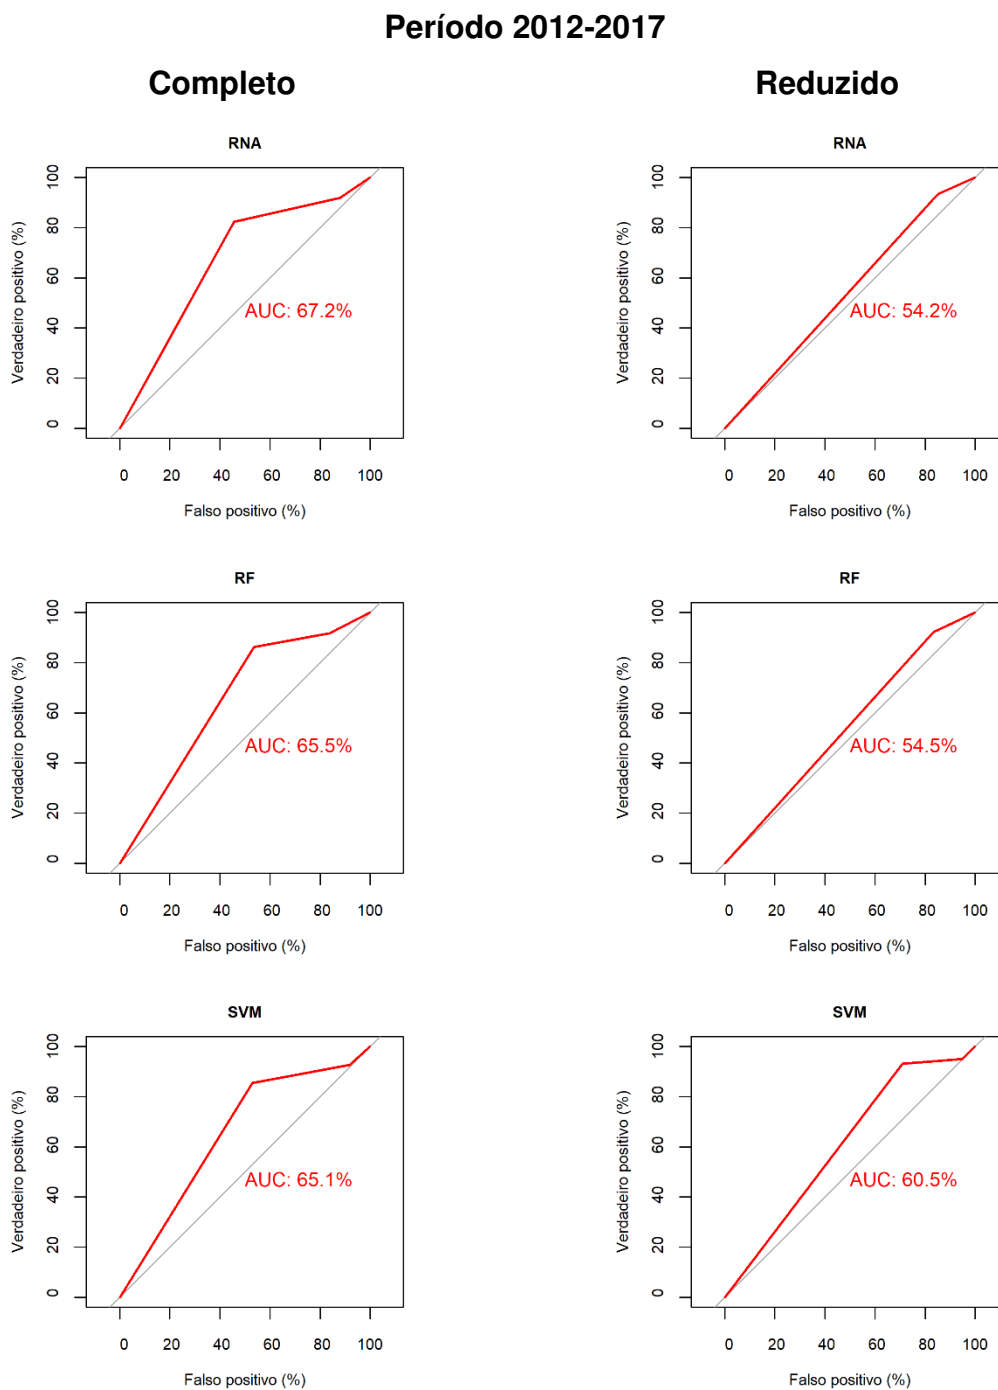 Período 2012-2017
Completo
Reduzido
RNA
Verdadeiro positivo (%)
100
80
60
40
20
0
AUC: 67.2%
0 20 40 60 80 100
Falso positivo (%)
RNA
Verdadeiro positivo (%)
100
80
60
40
20
0
AUC: 54.2%
0 20 40 60 80 100
Falso positivo (%)
RF
Verdadeiro positivo (%)
100
80
60
40
20
0
AUC: 65.5%
0 20 40 60 80 100
Falso positivo (%)
RF
Verdadeiro positivo (%)
100
80
60
40
20
0
AUC: 54.5%
0 20 40 60 80 100
Falso positivo (%)
SVM
Verdadeiro positivo (%)
100
80
60
40
20
0
AUC: 65.1%
0 20 40 60 80 100
Falso positivo (%)
SVM
Verdadeiro positivo (%)
100
80
60
40
20
0
AUC: 60.5%
0 20 40 60 80 100
Falso positivo (%)